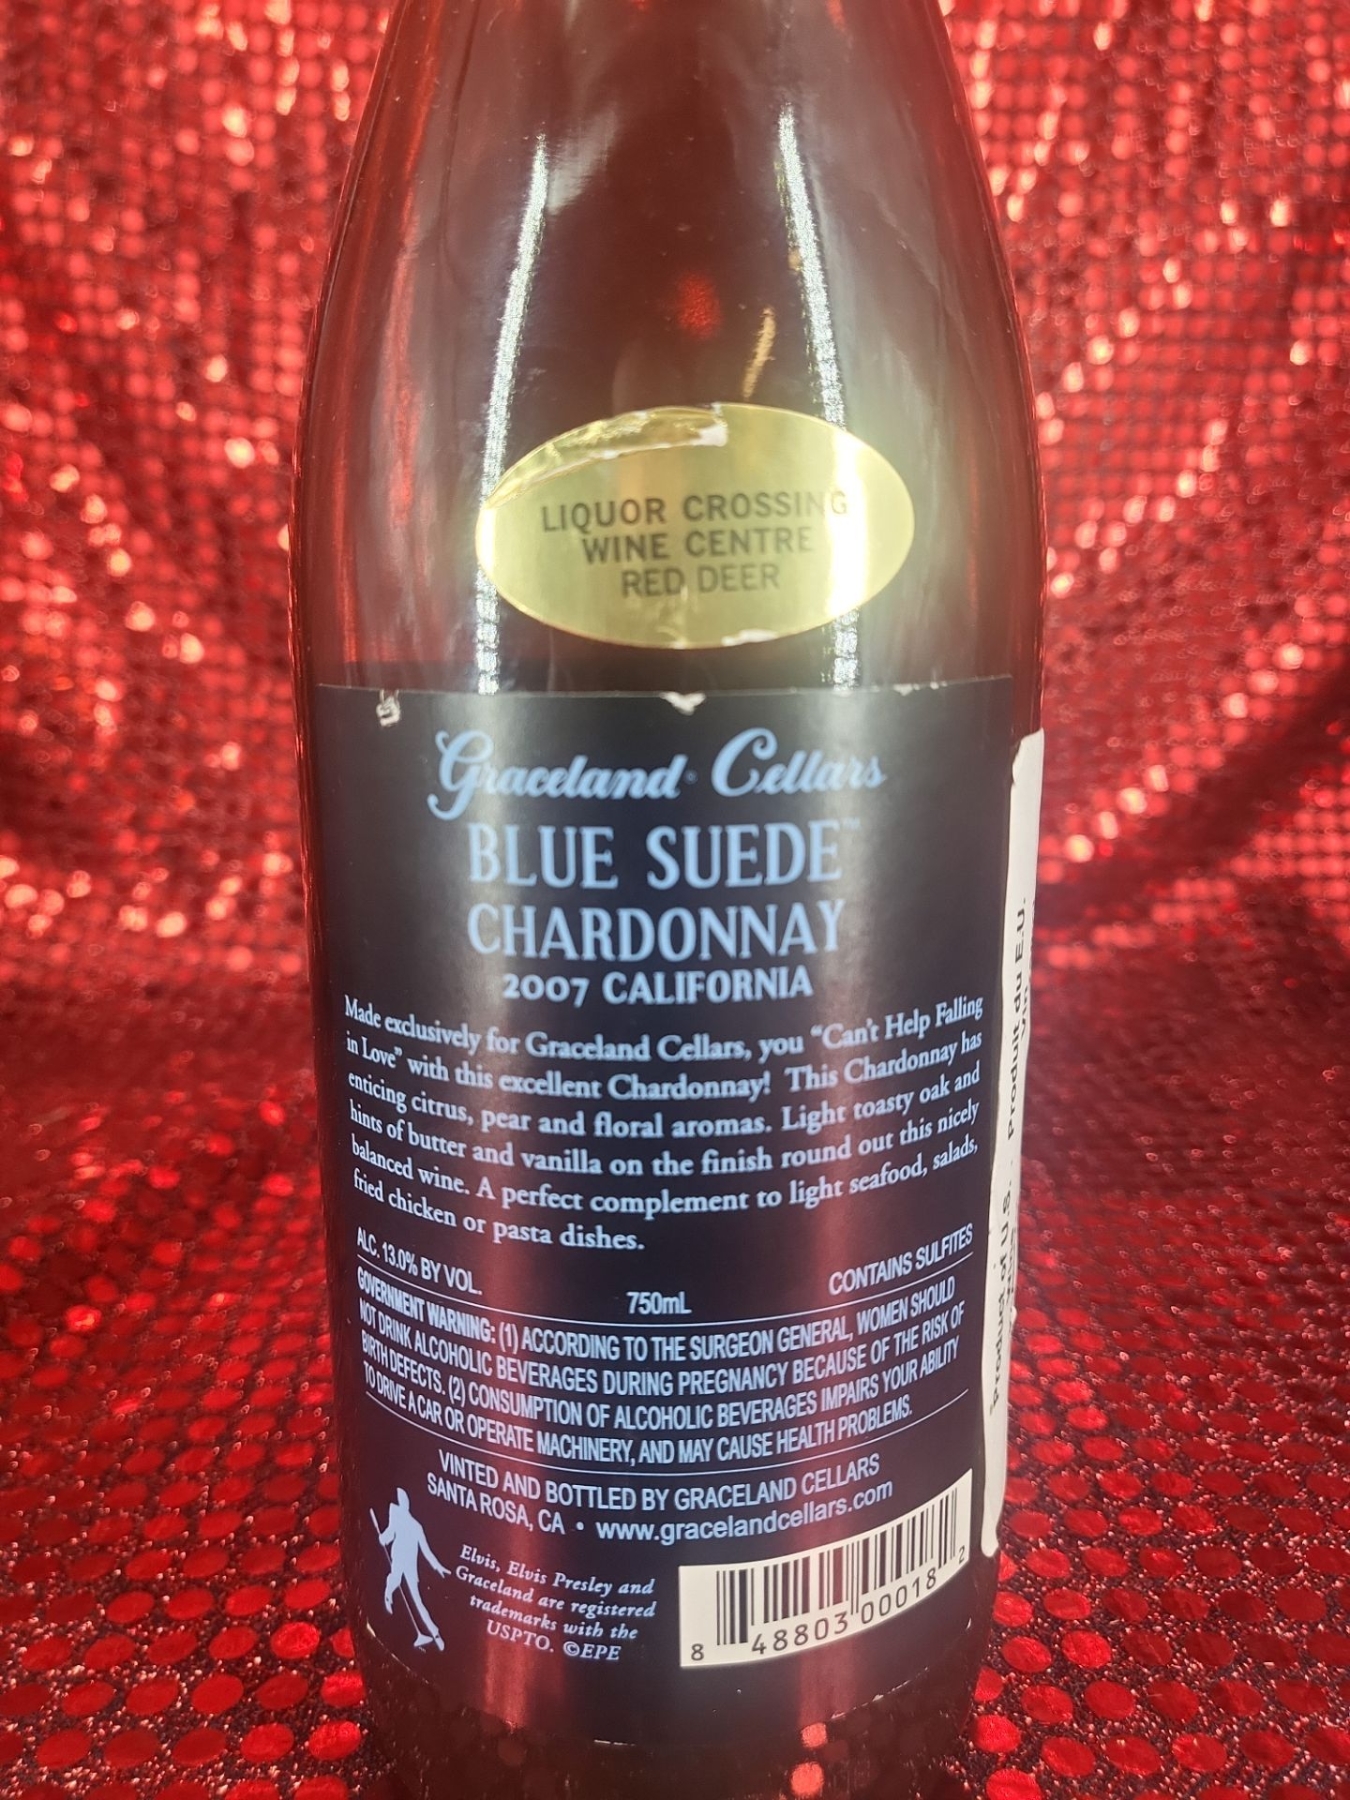 LIQUOR CROSSING
WINE CENTRE
RED DEER
Graceland® Cellars
BLUE SUEDE™
CHARDONNAY
2007 CALIFORNIA
Made exclusively for Graceland Cellars, you “Can’t Help Falling
in Love” with this excellent Chardonnay! This Chardonnay has
enticing citrus, pear and floral aromas. Light toasty oak and
hints of butter and vanilla on the finish round out this nicely
balanced wine. A perfect complement to light seafood, salads,
fried chicken or pasta dishes.
ALC. 13.0% BY VOL.
750mL
CONTAINS SULFITES
GOVERNMENT WARNING: (1) ACCORDING TO THE SURGEON GENERAL, WOMEN SHOULD
NOT DRINK ALCOHOLIC BEVERAGES DURING PREGNANCY BECAUSE OF THE RISK OF
BIRTH DEFECTS. (2) CONSUMPTION OF ALCOHOLIC BEVERAGES IMPAIRS YOUR ABILITY
TO DRIVE A CAR OR OPERATE MACHINERY, AND MAY CAUSE HEALTH PROBLEMS.
VINTED AND BOTTLED BY GRACELAND CELLARS
SANTA ROSA, CA • www.gracelandcellars.com
Elvis, Elvis Presley and
Graceland are registered
trademarks with the
USPTO. ©EPE
8 48803 00018 2
Product of U.S. Produit du E.U.